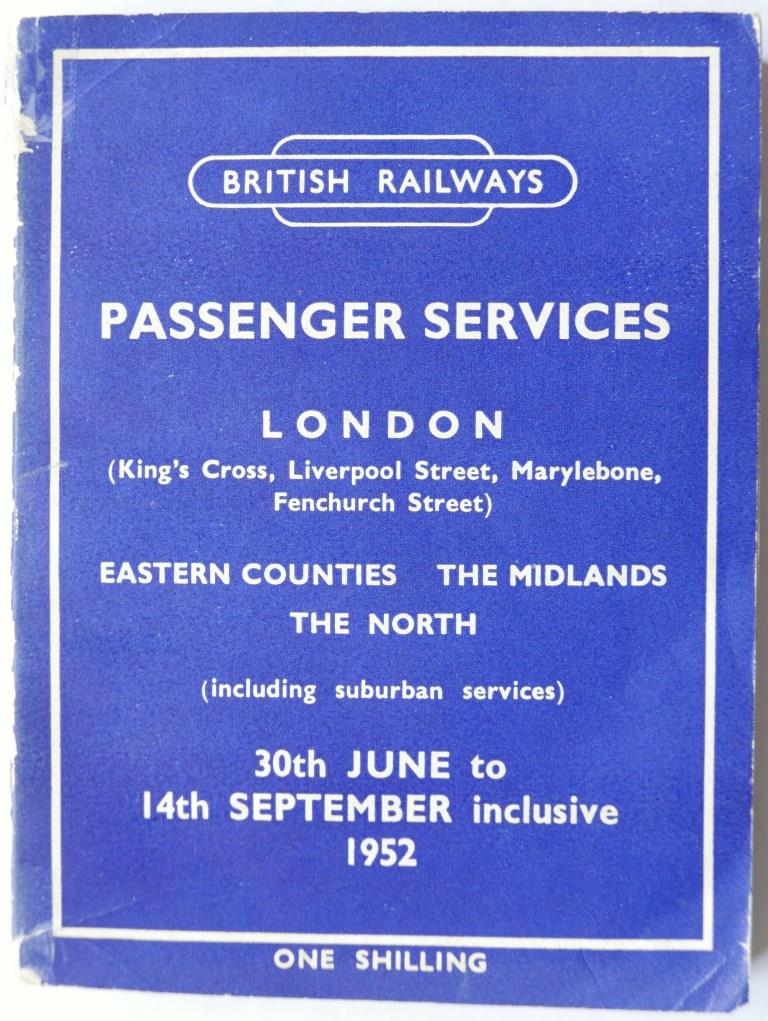 BRITISH RAILWAYS
PASSENGER SERVICES
LONDON
(King's Cross, Liverpool Street, Marylebone,
Fenchurch Street)
EASTERN COUNTIES THE MIDLANDS
THE NORTH
(including suburban services)
30th JUNE to
14th SEPTEMBER inclusive
1952
ONE SHILLING